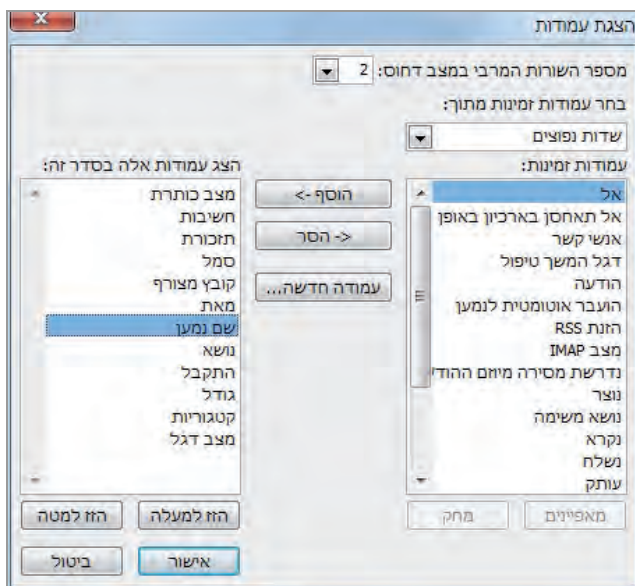 הצגת עמודות
מספר השורות המרבי במצב דחוס: 2
בחר עמודות זמינות מתוך:
שדות נפוצים
עמודות זמינות:
אל
אל תאחסן בארכיון באופן
אנשי קשר
דגל המשך טיפול
הודעה
הועבר אוטומטית לנמען
הזנת RSS
מצב IMAP
נדרשת מסירה מיוזם ההודי
נוצר
נושא משימה
נקרא
נשלח
עותק
מאפיינים
מחק
הוסף ->
<- הסר
עמודה חדשה...
הצג עמודות אלה בסדר זה:
מצב כותרת
חשיבות
תזכורת
סמל
קובץ מצורף
מאת
שם נמען
נושא
התקבל
גודל
קטגוריות
מצב דגל
הזז למעלה
הזז למטה
אישור
ביטול